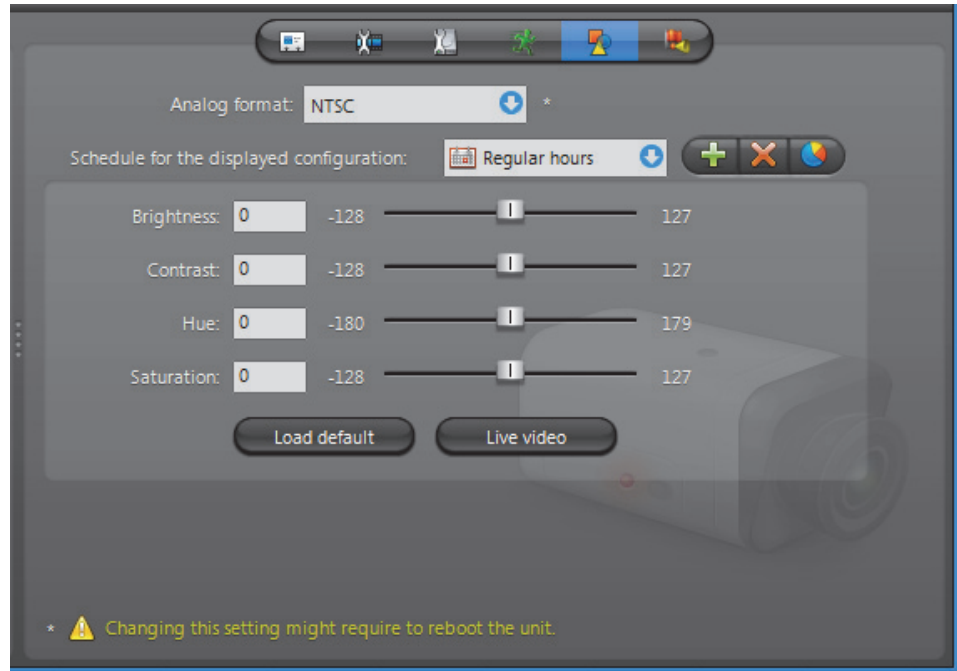 Analog format: NTSC *
Schedule for the displayed configuration: Regular hours
Brightness: 0 -128 127
Contrast: 0 -128 127
Hue: 0 -180 179
Saturation: 0 -128 127
Load default Live video
* Changing this setting might require to reboot the unit.